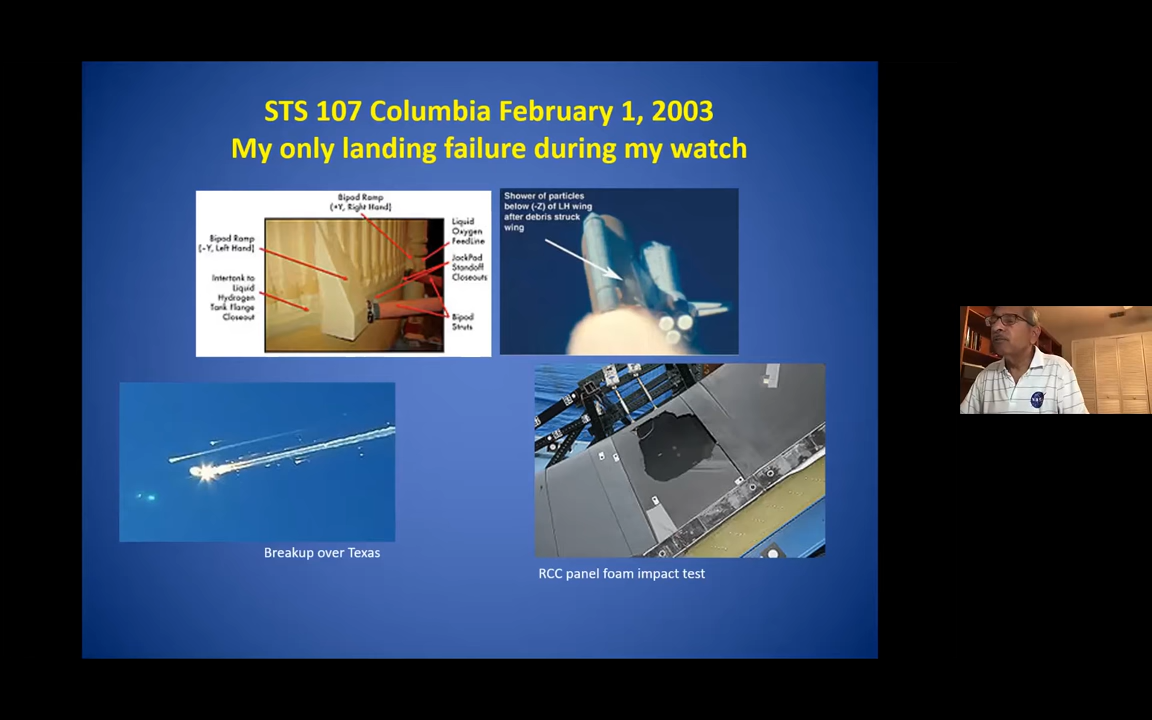 STS 107 Columbia February 1, 2003
My only landing failure during my watch
Bipod Ramp
(+Y, Right Hand)
Bipod Ramp
(-Y, Left Hand)
Intertank to
Liquid
Hydrogen
Tank Flange
Closeout
Liquid
Oxygen
FeedLine
JackPad
Standoff
Closeouts
Bipod
Struts
Shower of particles
below (-Z) of LH wing
after debris struck
wing
Breakup over Texas
RCC panel foam impact test